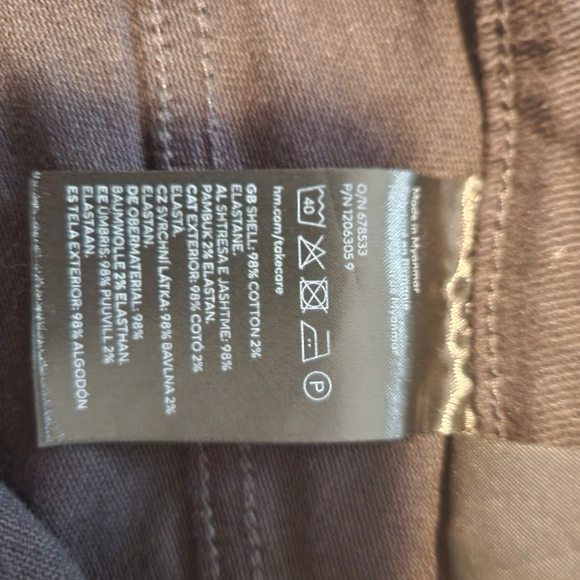 Made in Myanmar
O/N 678533
P/N 1206305 9
40
P
hm.com/takecare
GB SHELL: 98% COTTON 2%
ELASTANE.
AL SHTRESA E JASHTME: 98%
PAMBUK 2% ELASTAN.
CAT EXTERIOR: 98% COTÓ 2%
ELASTÀ
CZ SVRCHNÍ LÁTKA: 98% BAVLNA 2%
ELASTAN.
DE OBERMATERIAL: 98%
BAUMWOLLE 2% ELASTHAN.
EE ÜMBRIS: 98% PUUVILL 2%
ELASTAAN.
ES TELA EXTERIOR: 98% ALGODÓN